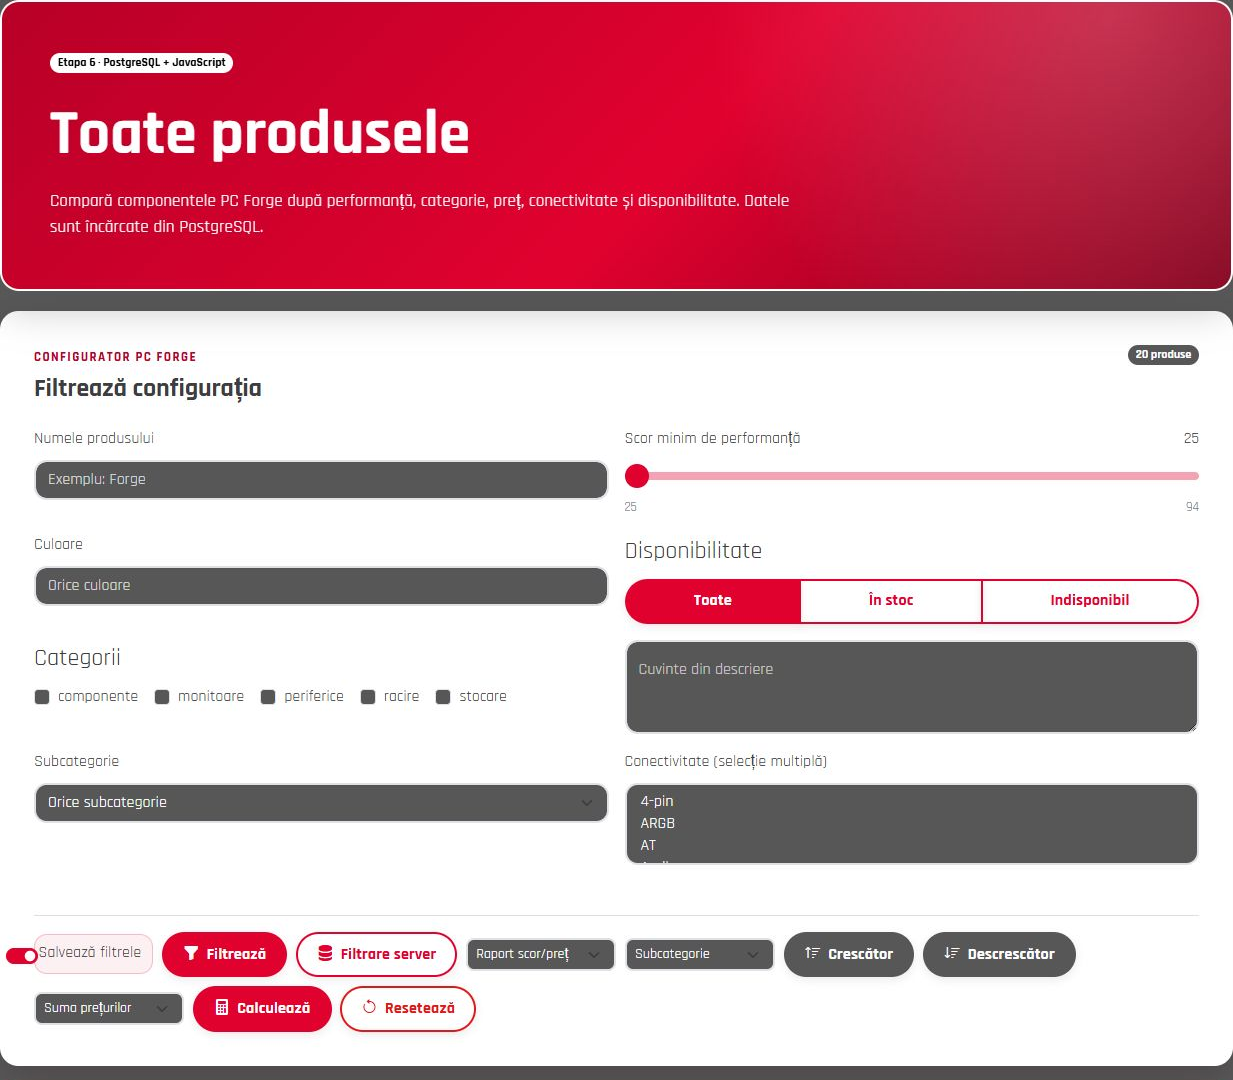 Etapa 6 · PostgreSQL + JavaScript
Toate produsele
Compară componentele PC Forge după performanță, categorie, preț, conectivitate și disponibilitate. Datele
sunt încărcate din PostgreSQL.
CONFIGURATOR PC FORGE
20 produse
Filtrează configurația
Numele produsului
Exemplu: Forge
Scor minim de performanță
25
25
94
Culoare
Orice culoare
Disponibilitate
Toate
În stoc
Indisponibil
Categorii
componente
monitoare
periferice
racire
stocare
Cuvinte din descriere
Subcategorie
Orice subcategorie
Conectivitate (selecție multiplă)
4-pin
ARGB
AT
Salvează filtrele
Filtrează
Filtrare server
Raport scor/preț
Subcategorie
Crescător
Descrescător
Suma prețurilor
Calculează
Resetează